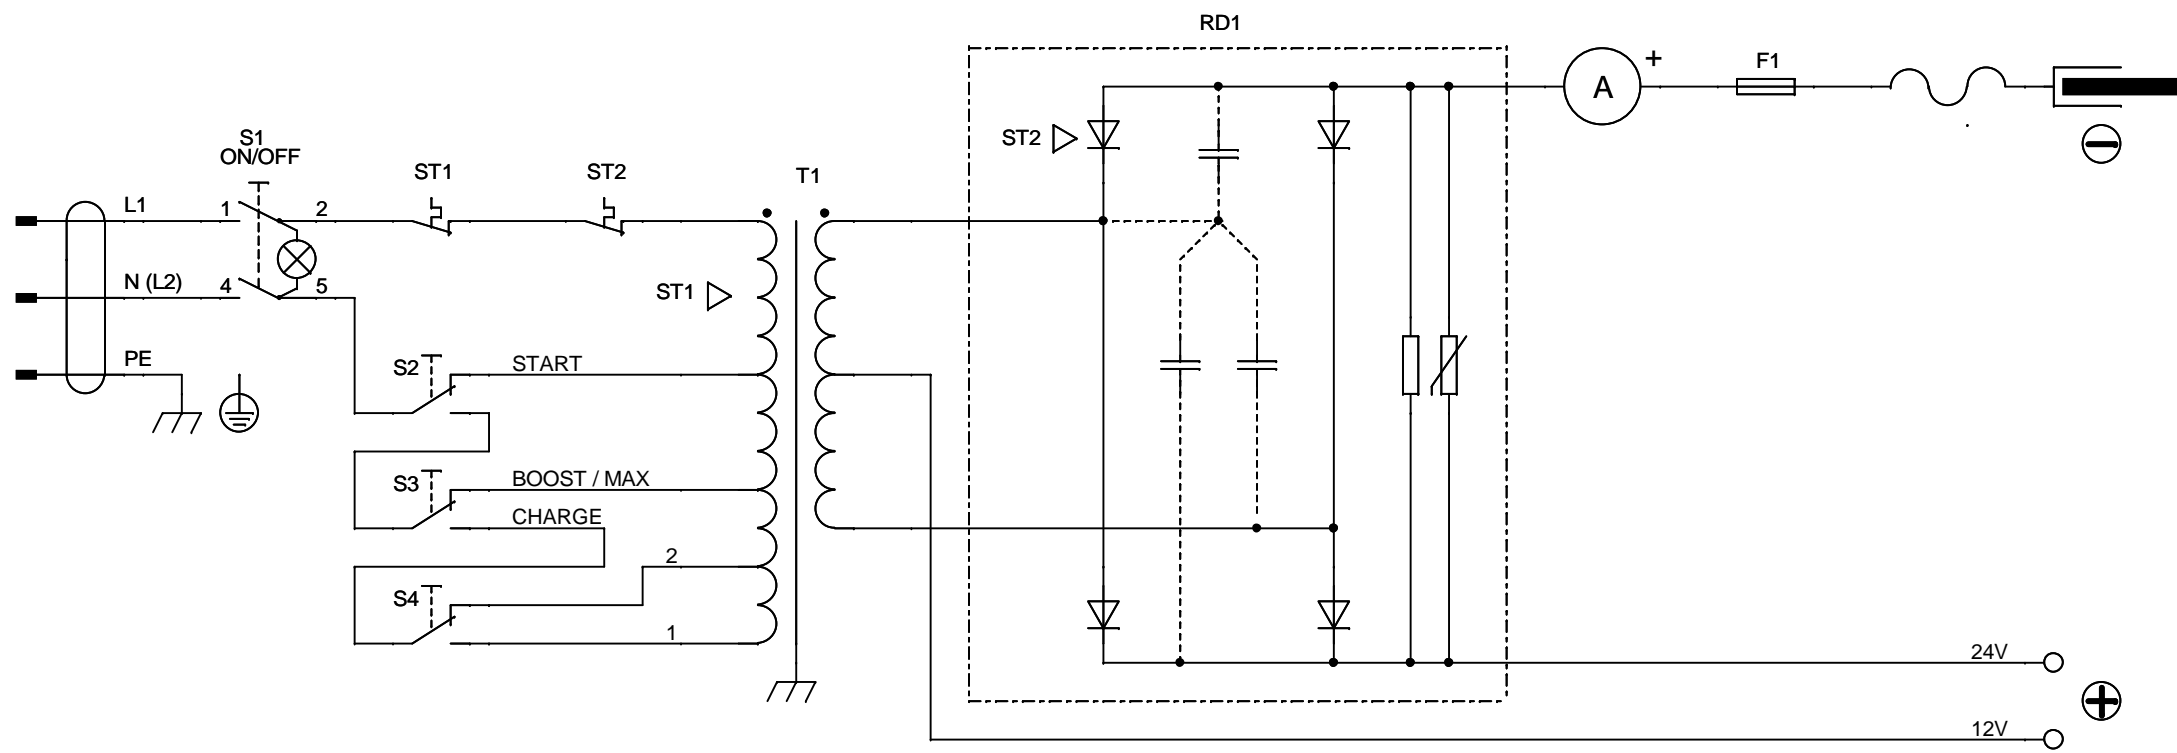 RD1
F1
A
+
S1
ON/OFF
ST2
ST1
ST2
T1
L1
1
2
N (L2)
4
5
ST1
PE
S2
START
S3
BOOST / MAX
CHARGE
2
S4
1
24V
12V